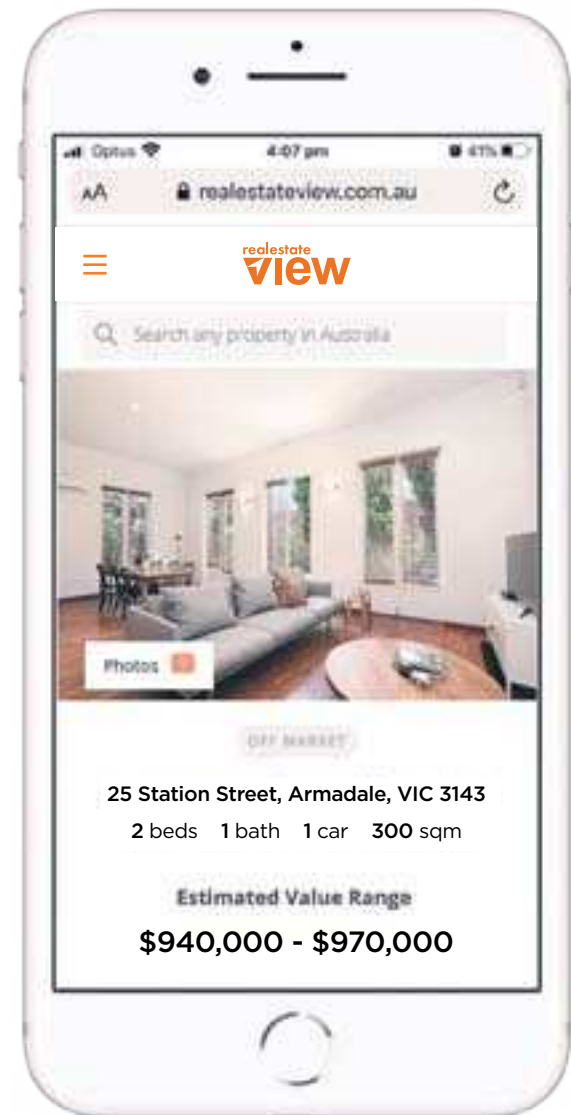 Optus 4:07 pm 41%
AA realestateview.com.au
realestate
view
Search any property in Australia
Photos
OFF MARKET
25 Station Street, Armadale, VIC 3143
2 beds 1 bath 1 car 300 sqm
Estimated Value Range
$940,000 - $970,000